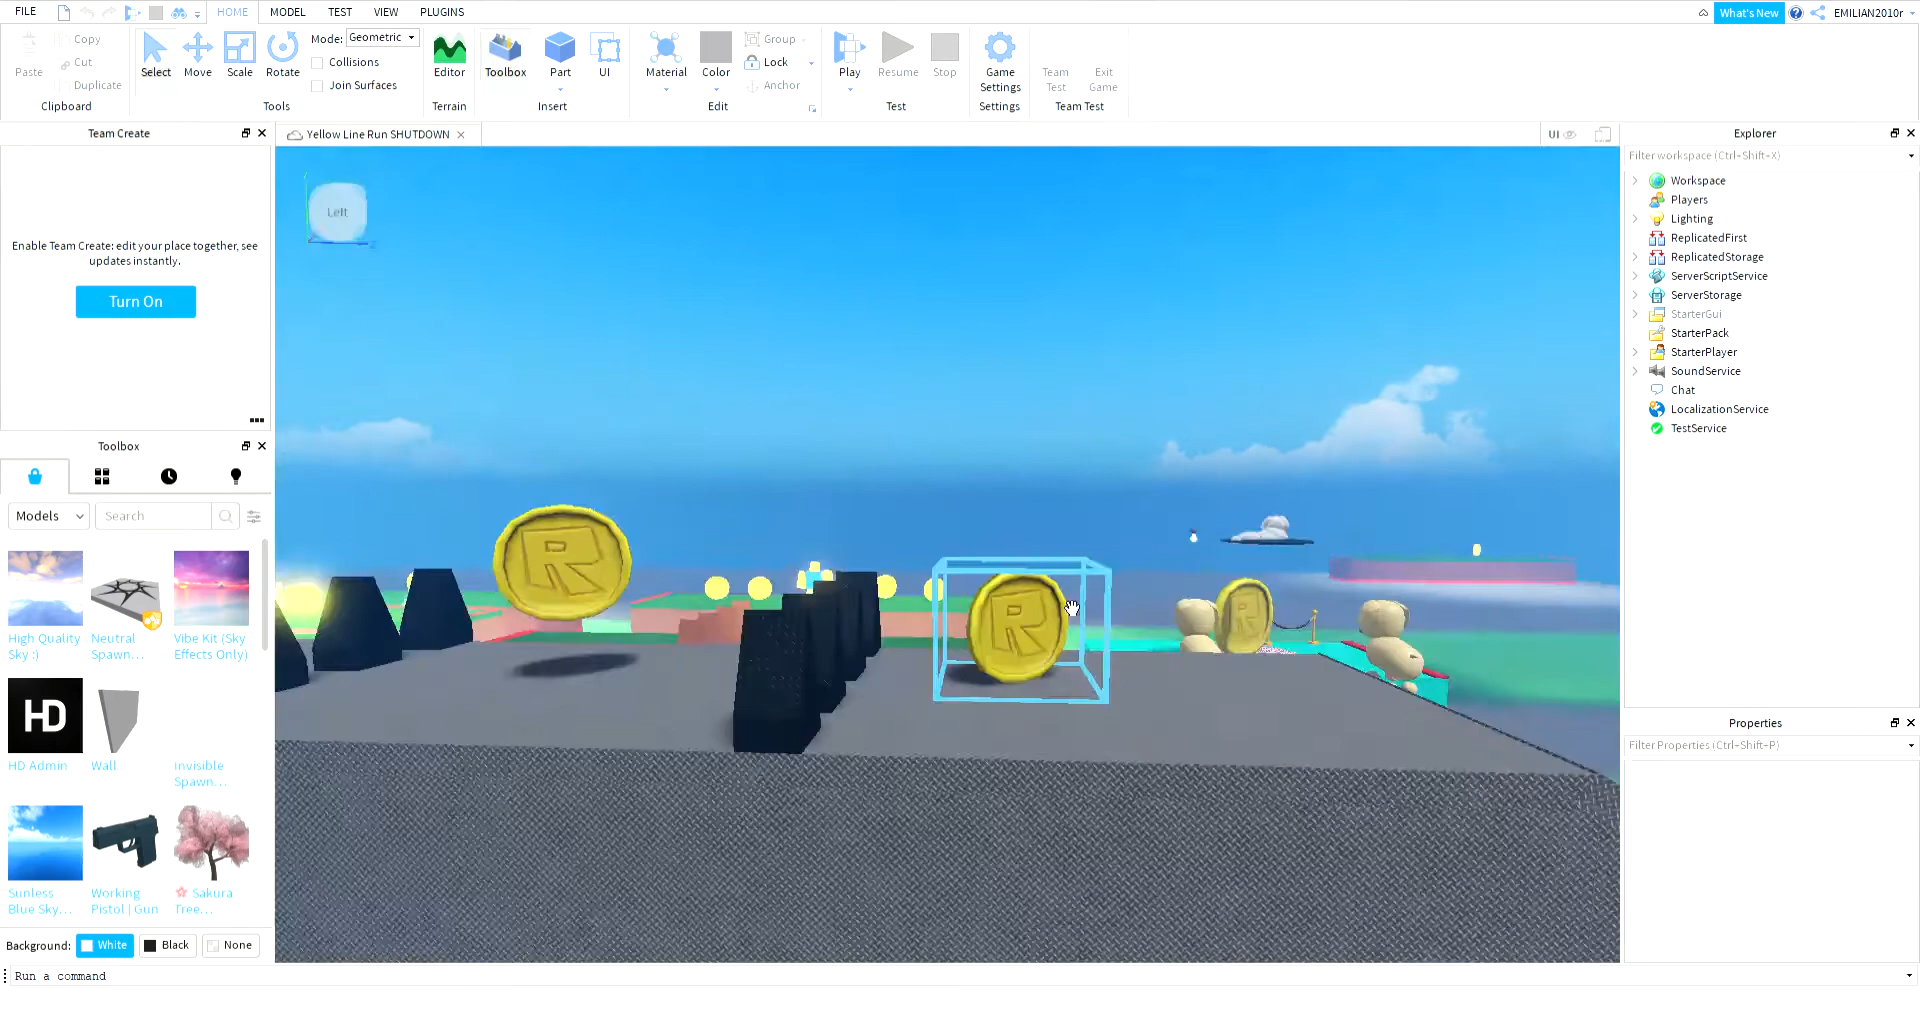 FILE
HOME
MODEL
TEST
VIEW
PLUGINS
What's New
EMILIAN2010r
Paste
Copy
Cut
Duplicate
Clipboard
Select
Move
Scale
Rotate
Mode: Geometric
Collisions
Join Surfaces
Tools
Editor
Terrain
Toolbox
Part
UI
Insert
Material
Color
Group
Lock
Anchor
Edit
Play
Resume
Stop
Test
Game
Settings
Settings
Team
Test
Exit
Game
Team Test
Team Create
Enable Team Create: edit your place together, see
updates instantly.
Turn On
Toolbox
Models
Search
High Quality
Sky :)
Neutral
Spawn...
Vibe Kit (Sky
Effects Only)
HD
HD Admin
Wall
Invisible
Spawn...
Sunless
Blue Sky...
Working
Pistol | Gun
🌸 Sakura
Tree...
Background:
White
Black
None
Run a command
Yellow Line Run SHUTDOWN
UI
Left
R
R
R
Explorer
Filter workspace (Ctrl+Shift+X)
Workspace
Players
Lighting
ReplicatedFirst
ReplicatedStorage
ServerScriptService
ServerStorage
StarterGui
StarterPack
StarterPlayer
SoundService
Chat
LocalizationService
TestService
Properties
Filter Properties (Ctrl+Shift+P)